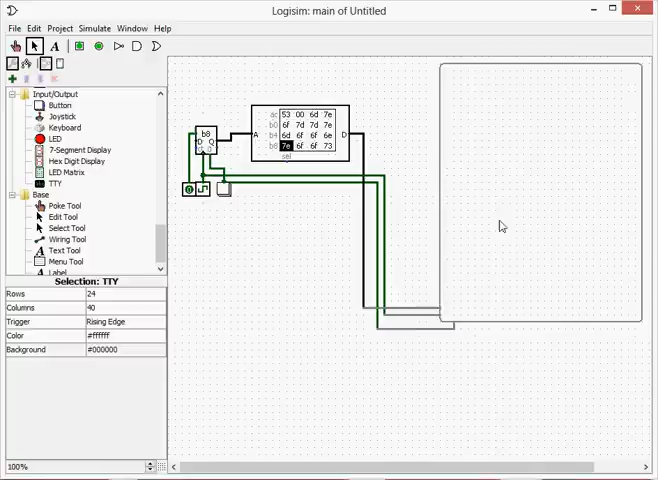 Logisim: main of Untitled
File Edit Project Simulate Window Help
Input/Output
Button
Joystick
Keyboard
LED
7-Segment Display
Hex Digit Display
LED Matrix
TTY
Base
Poke Tool
Edit Tool
Select Tool
Wiring Tool
Text Tool
Menu Tool
Label
Selection: TTY
Rows 24
Columns 40
Trigger Rising Edge
Color #ffffff
Background #000000
100%
b8
D Q
ac 53 00 6d 7e
b0 6f 7d 7d 7e
b4 6d 6f 6f 6e
b8 7e 6f 6f 73
A
D
sel